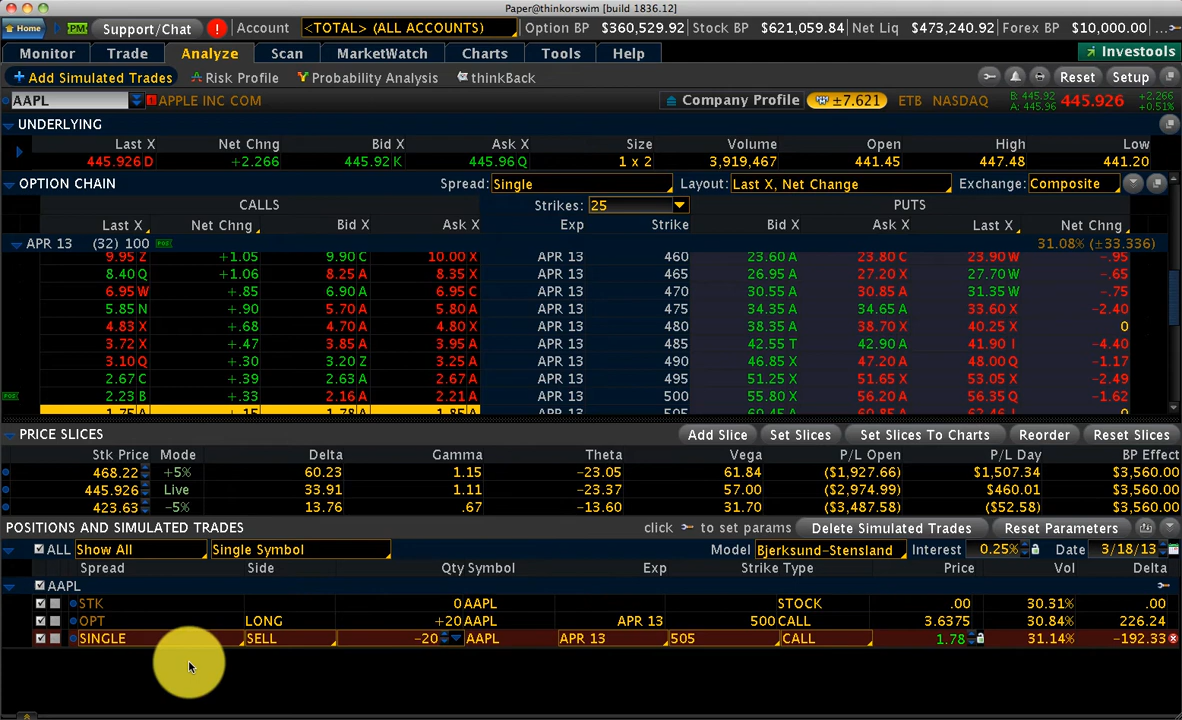 Paper@thinkorswim [build 1836.12]
Home PM Support/Chat ! Account <TOTAL> (ALL ACCOUNTS) Option BP $360,529.92 Stock BP $621,059.84 Net Liq $473,240.92 Forex BP $10,000.00 ...
Monitor Trade Analyze Scan MarketWatch Charts Tools Help Investools
+ Add Simulated Trades Risk Profile Probability Analysis thinkBack Reset Setup
AAPL APPLE INC COM Company Profile ±7.621 ETB NASDAQ B: 445.92 A: 445.96 445.926 +2.266 +0.51%
UNDERLYING
Last X Net Chng Bid X Ask X Size Volume Open High Low
445.926 D +2.266 445.92 K 445.96 Q 1 x 2 3,919,467 441.45 447.48 441.20
OPTION CHAIN Spread: Single Layout: Last X, Net Change Exchange: Composite
CALLS Strikes: 25 PUTS
Last X Net Chng Bid X Ask X Exp Strike Bid X Ask X Last X Net Chng
APR 13 (32) 100 31.08% (±33.336)
9.95 Z +1.05 9.90 C 10.00 X APR 13 460 23.60 A 23.80 C 23.90 W -.95
8.40 Q +1.06 8.25 A 8.35 X APR 13 465 26.95 A 27.20 X 27.70 W -.65
6.95 W +.85 6.90 A 6.95 C APR 13 470 30.55 A 30.85 A 31.35 W -.75
5.85 N +.90 5.70 A 5.80 A APR 13 475 34.35 A 34.65 A 33.60 X -2.40
4.83 X +.68 4.70 A 4.80 X APR 13 480 38.35 A 38.70 X 40.25 X 0
3.72 X +.47 3.85 A 3.95 A APR 13 485 42.55 T 42.90 A 41.90 I -4.40
3.10 Q +.30 3.20 Z 3.25 A APR 13 490 46.85 X 47.20 A 48.00 Q -1.17
2.67 C +.39 2.63 A 2.67 A APR 13 495 51.25 X 51.65 X 53.05 X -2.49
2.23 B +.33 2.16 A 2.21 A APR 13 500 55.80 X 56.20 A 56.35 Q -1.62
1.75 A +.15 1.78 A 1.85 A APR 13 505 60.45 A 60.85 A 0
PRICE SLICES Add Slice Set Slices Set Slices To Charts Reorder Reset Slices
Stk Price Mode Delta Gamma Theta Vega P/L Open P/L Day BP Effect
468.22 +5% 60.23 1.15 -23.05 61.84 ($1,927.66) $1,507.34 $3,560.00
445.926 Live 33.91 1.11 -23.37 57.00 ($2,974.99) $460.01 $3,560.00
423.63 -5% 13.76 .67 -13.60 31.70 ($3,487.58) ($52.58) $3,560.00
POSITIONS AND SIMULATED TRADES click to set params Delete Simulated Trades Reset Parameters
ALL Show All Single Symbol Model Bjerksund-Stensland Interest 0.25% Date 3/18/13
Spread Side Qty Symbol Exp Strike Type Price Vol Delta
AAPL
STK 0 AAPL STOCK .00 30.31% .00
OPT LONG +20 AAPL APR 13 500 CALL 3.6375 30.84% 226.24
SINGLE SELL -20 AAPL APR 13 505 CALL 1.78 31.14% -192.33